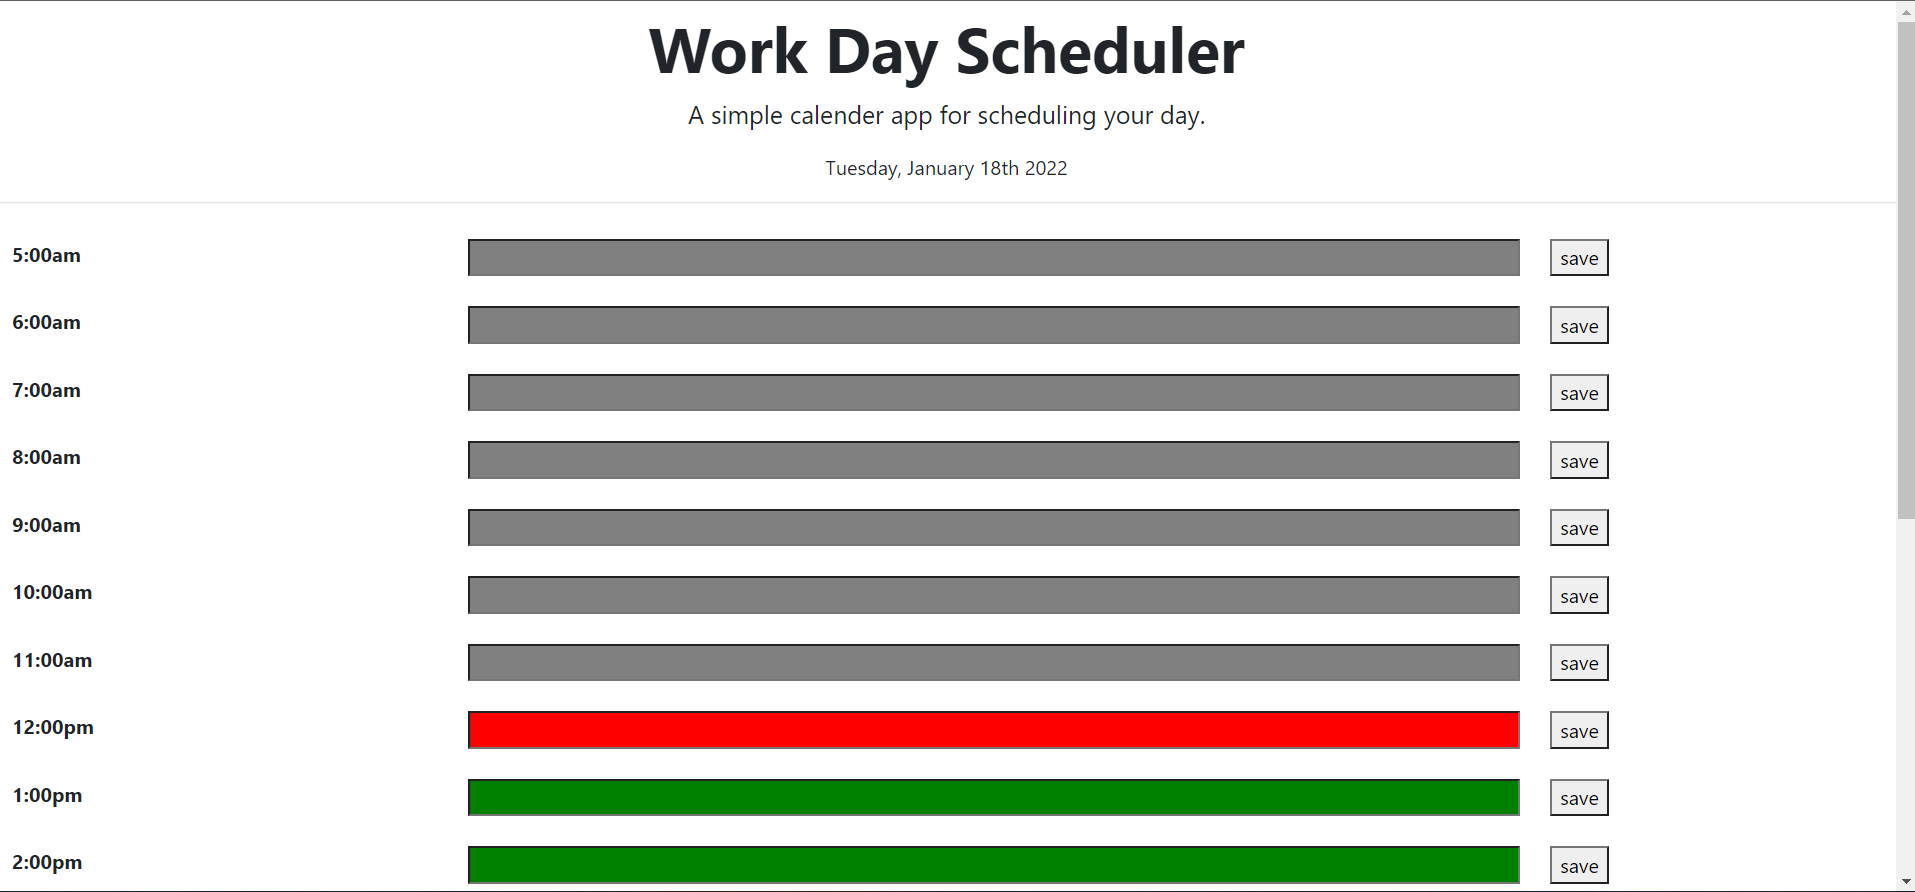 Work Day Scheduler
A simple calender app for scheduling your day.
Tuesday, January 18th 2022
5:00am save
6:00am save
7:00am save
8:00am save
9:00am save
10:00am save
11:00am save
12:00pm save
1:00pm save
2:00pm save